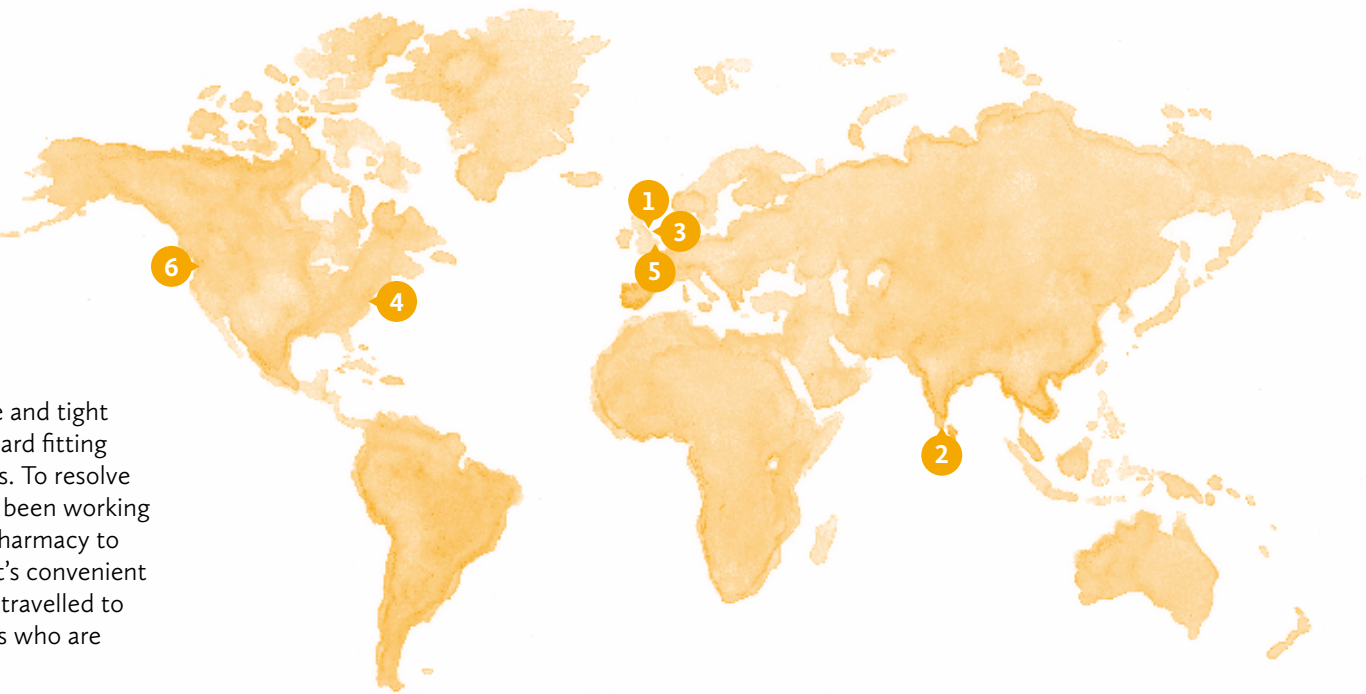 1
3
6
5
4
e and tight
ard fitting
s. To resolve
been working
2
harmacy to
t’s convenient
travelled to
s who are